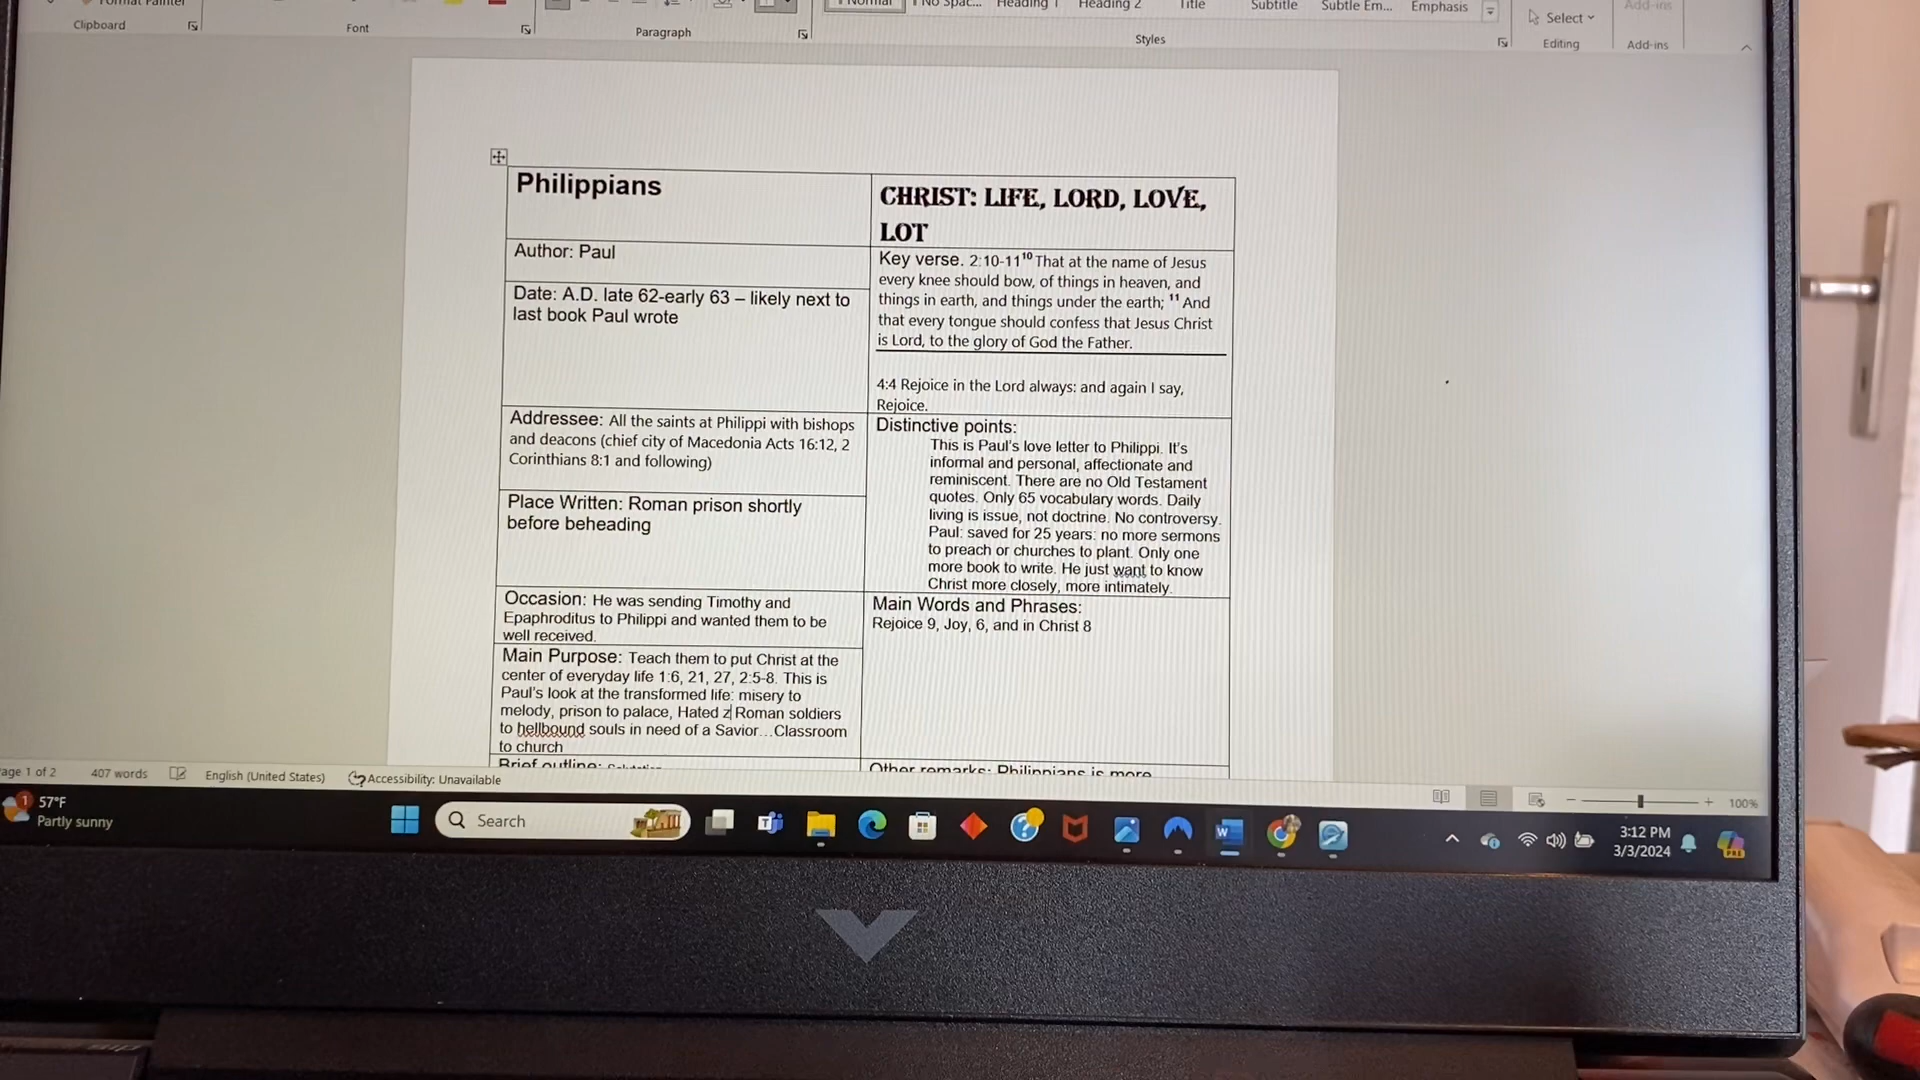 Format Painter
Clipboard
Font
Paragraph
Normal
No Spac...
Heading 1
Heading 2
Title
Subtitle
Subtle Em...
Emphasis
Styles
Select
Editing
Add-ins
Add-ins
Philippians
CHRIST: LIFE, LORD, LOVE,
LOT
Author: Paul
Date: A.D. late 62-early 63 – likely next to
last book Paul wrote
Key verse. 2:10-11 10 That at the name of Jesus
every knee should bow, of things in heaven, and
things in earth, and things under the earth; 11 And
that every tongue should confess that Jesus Christ
is Lord, to the glory of God the Father.
4:4 Rejoice in the Lord always: and again I say,
Rejoice.
Addressee: All the saints at Philippi with bishops
and deacons (chief city of Macedonia Acts 16:12, 2
Corinthians 8:1 and following)
Place Written: Roman prison shortly
before beheading
Distinctive points:
This is Paul's love letter to Philippi. It's
informal and personal, affectionate and
reminiscent. There are no Old Testament
quotes. Only 65 vocabulary words. Daily
living is issue, not doctrine. No controversy.
Paul: saved for 25 years: no more sermons
to preach or churches to plant. Only one
more book to write. He just want to know
Christ more closely, more intimately.
Occasion: He was sending Timothy and
Epaphroditus to Philippi and wanted them to be
well received.
Main Purpose: Teach them to put Christ at the
center of everyday life 1:6, 21, 27, 2:5-8. This is
Paul's look at the transformed life: misery to
melody, prison to palace, Hated z Roman soldiers
to hellbound souls in need of a Savior...Classroom
to church
Main Words and Phrases:
Rejoice 9, Joy, 6, and in Christ 8
Brief outline: Salutation
Other remarks: Philippians is more
age 1 of 2
407 words
English (United States)
Accessibility: Unavailable
100%
1
57°F
Partly sunny
Search
3:12 PM
3/3/2024
PRE